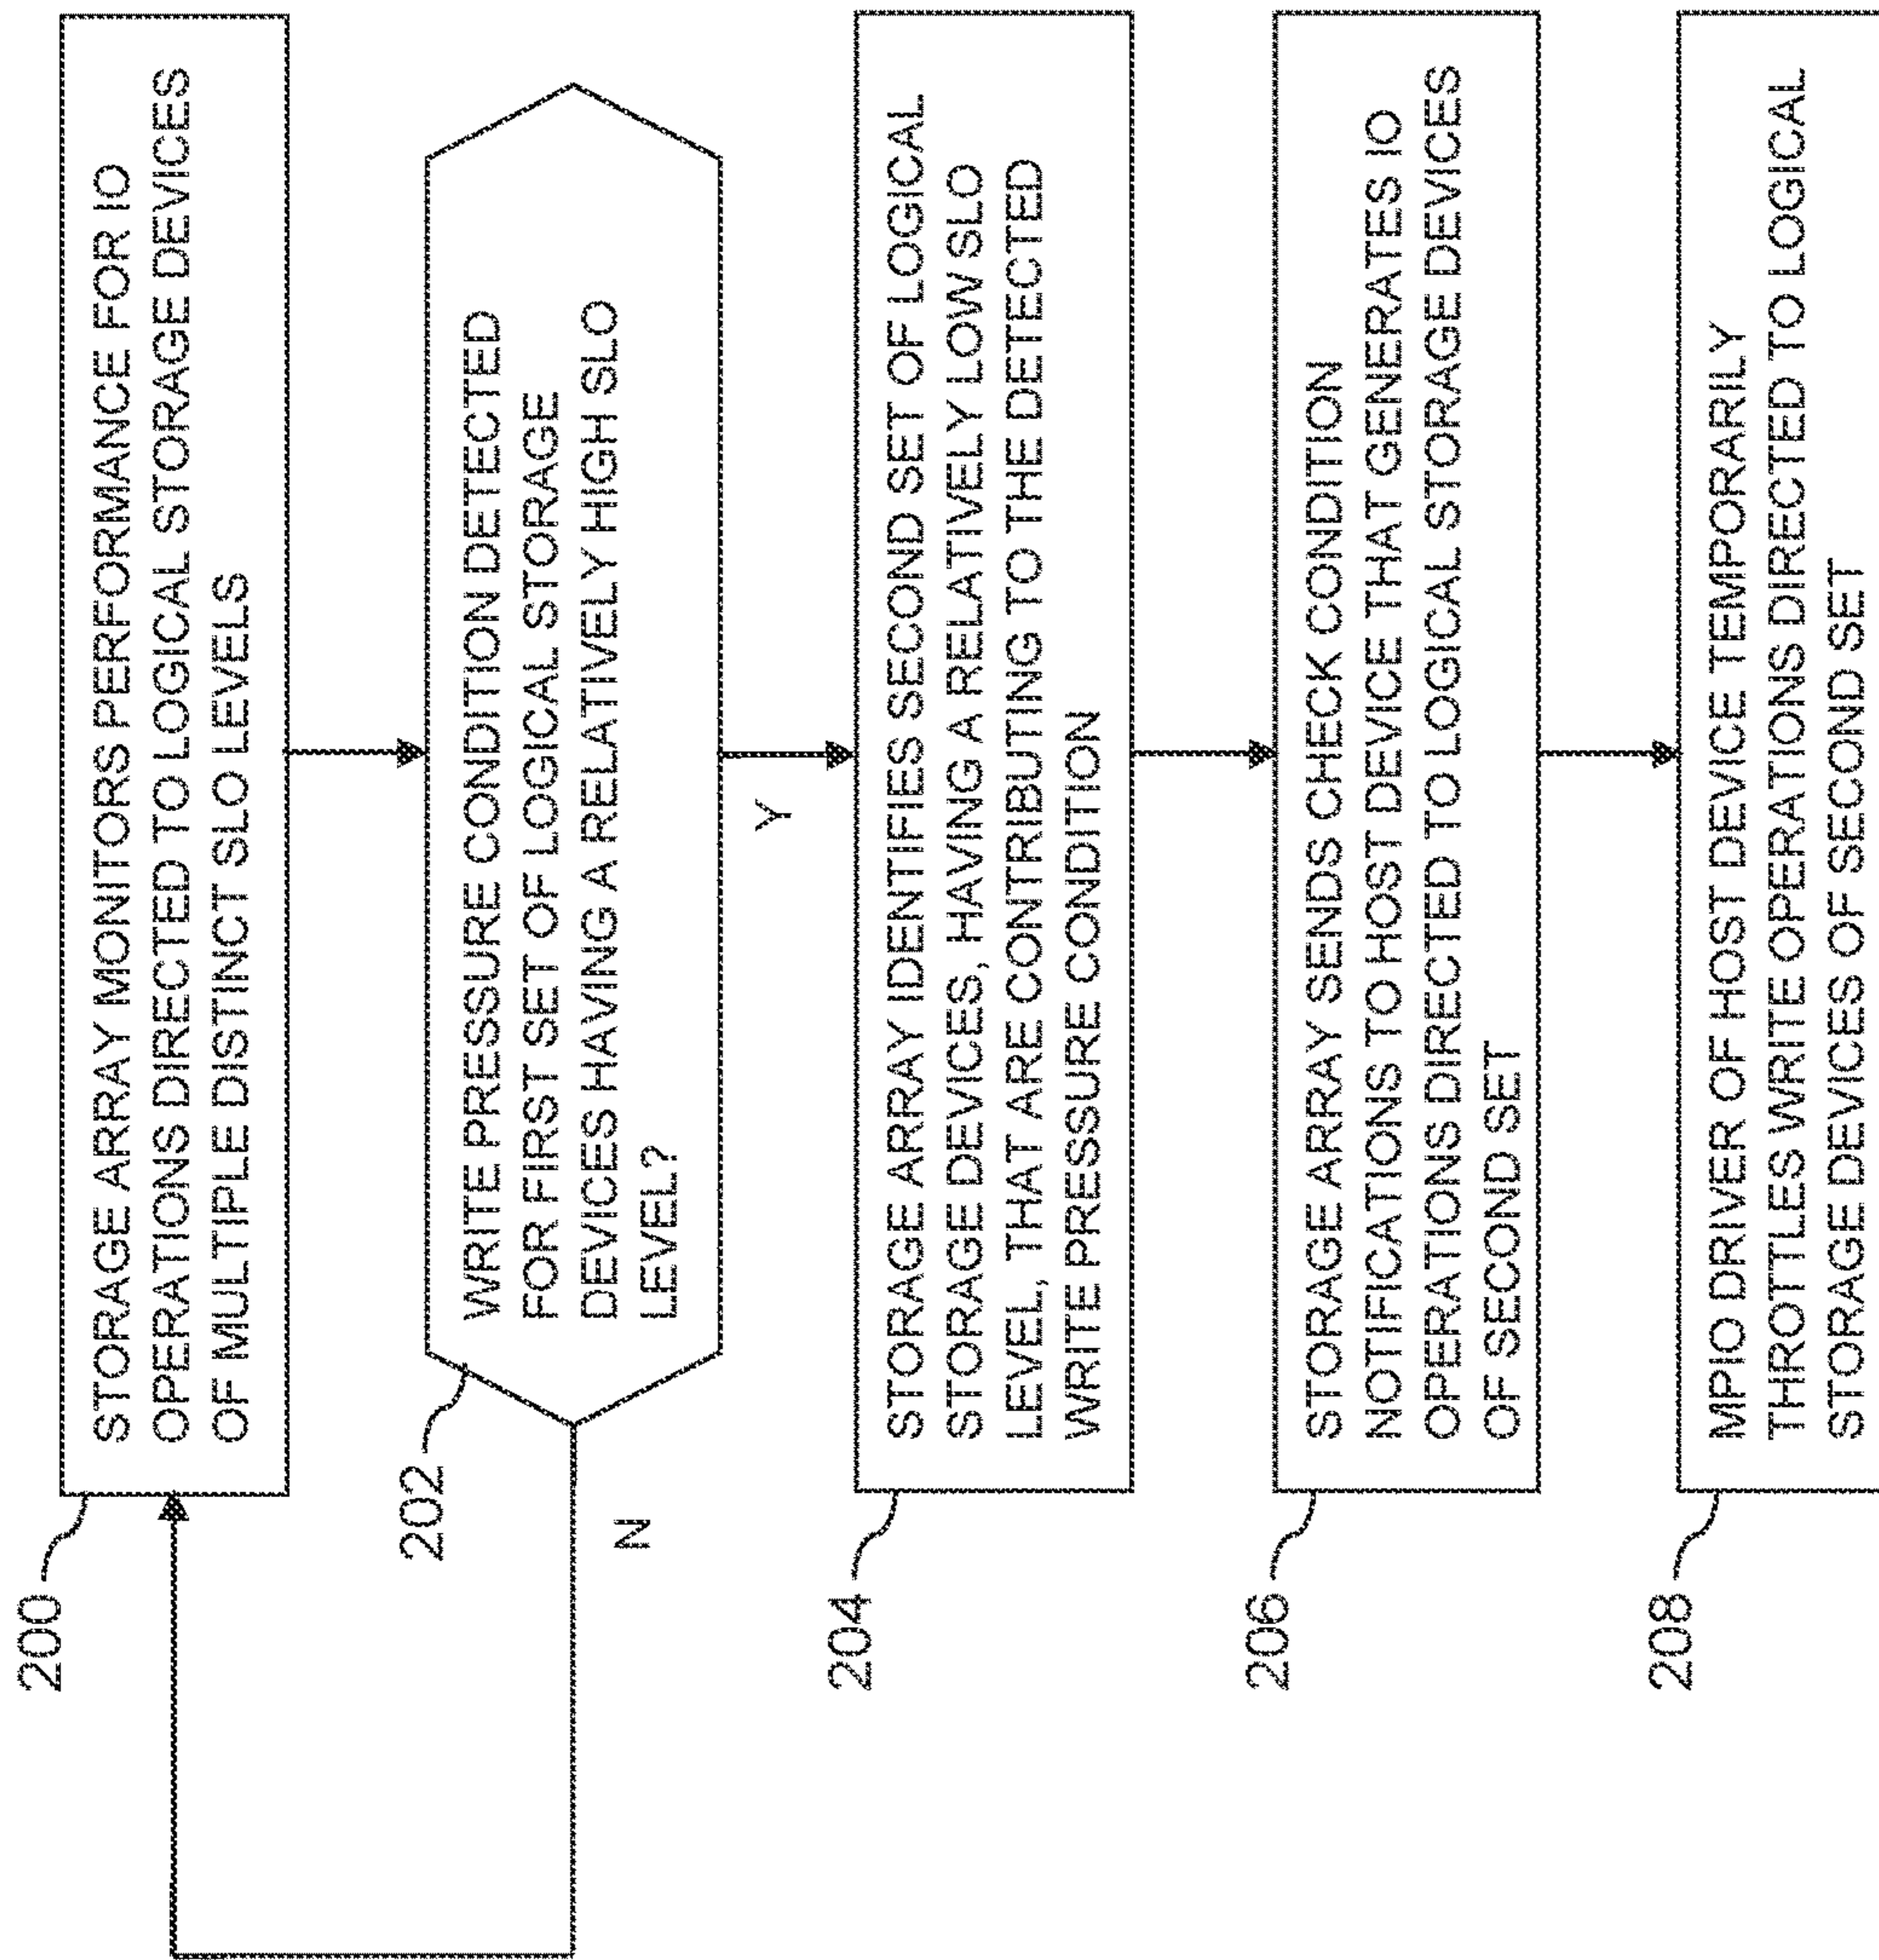 200
STORAGE ARRAY MONITORS PERFORMANCE FOR IO
OPERATIONS DIRECTED TO LOGICAL STORAGE DEVICES
OF MULTIPLE DISTINCT SLO LEVELS
202
WRITE PRESSURE CONDITION DETECTED
FOR FIRST SET OF LOGICAL STORAGE
DEVICES HAVING A RELATIVELY HIGH SLO
LEVEL?
N
Y
204
STORAGE ARRAY IDENTIFIES SECOND SET OF LOGICAL
STORAGE DEVICES, HAVING A RELATIVELY LOW SLO
LEVEL, THAT ARE CONTRIBUTING TO THE DETECTED
WRITE PRESSURE CONDITION
206
STORAGE ARRAY SENDS CHECK CONDITION
NOTIFICATIONS TO HOST DEVICE THAT GENERATES IO
OPERATIONS DIRECTED TO LOGICAL STORAGE DEVICES
OF SECOND SET
208
MPIO DRIVER OF HOST DEVICE TEMPORARILY
THROTTLES WRITE OPERATIONS DIRECTED TO LOGICAL
STORAGE DEVICES OF SECOND SET